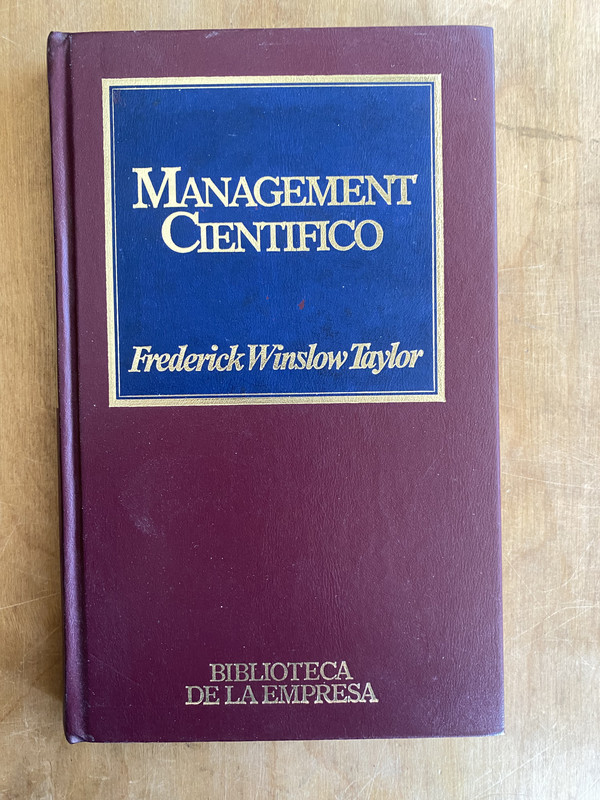 MANAGEMENT
CIENTIFICO
Frederick Winslow Taylor
BIBLIOTECA
DE LA EMPRESA